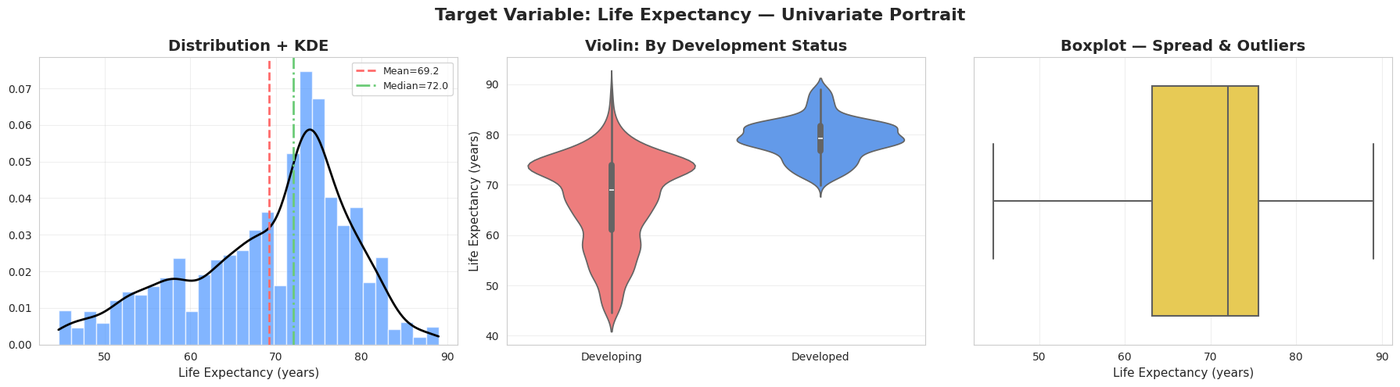 Target Variable: Life Expectancy — Univariate Portrait
Distribution + KDE
Mean=69.2
Median=72.0
0.07
0.06
0.05
0.04
0.03
0.02
0.01
0.00
50
60
70
80
90
Life Expectancy (years)
Violin: By Development Status
Life Expectancy (years)
90
80
70
60
50
40
Developing
Developed
Boxplot — Spread & Outliers
50
60
70
80
90
Life Expectancy (years)